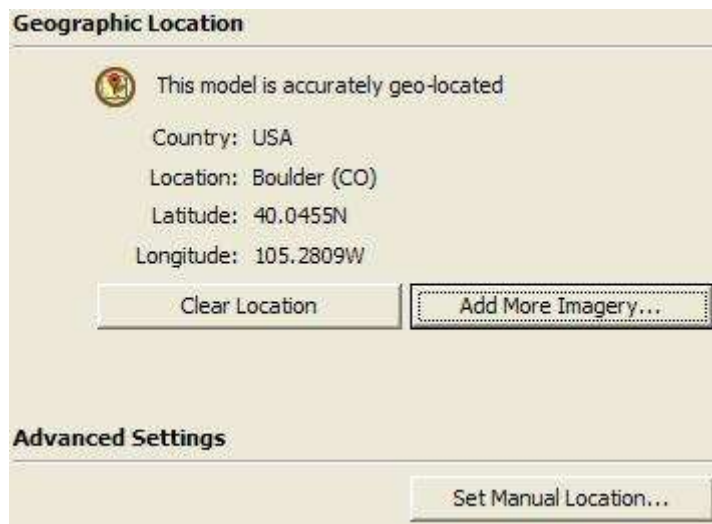 Geographic Location
This model is accurately geo-located
Country: USA
Location: Boulder (CO)
Latitude: 40.0455N
Longitude: 105.2809W
Clear Location
Add More Imagery...
Advanced Settings
Set Manual Location...